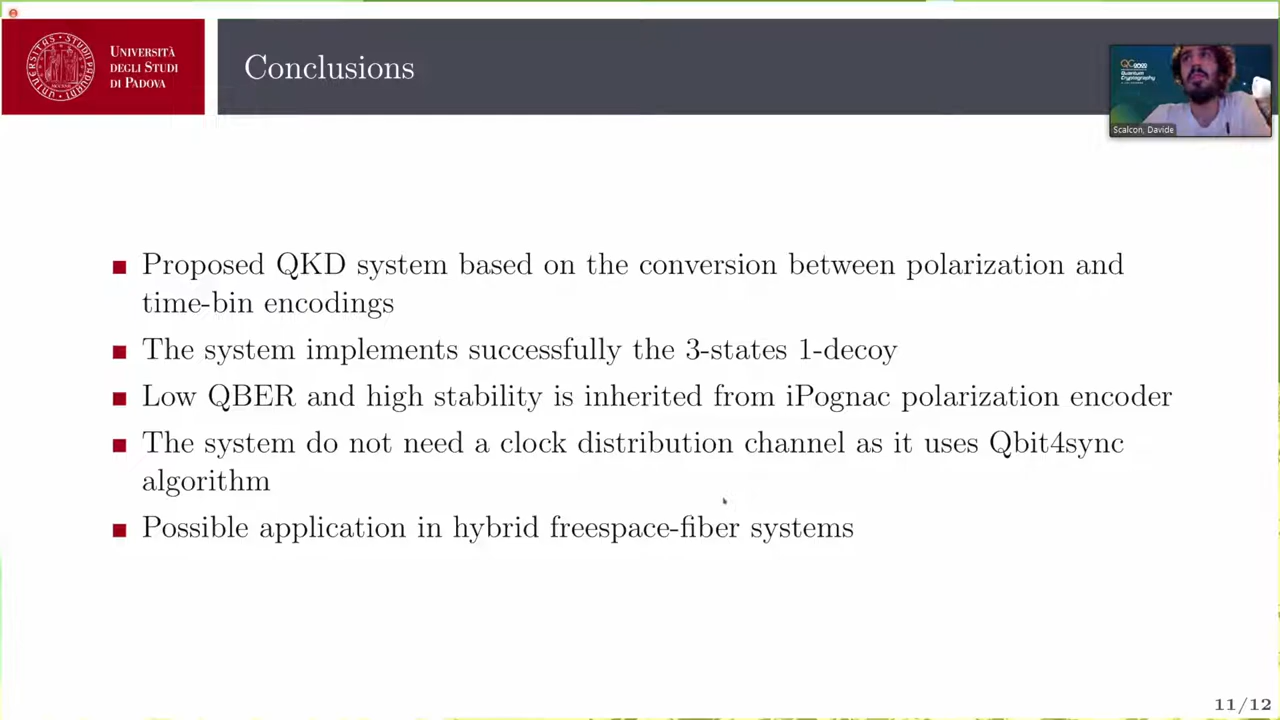 UNIVERSITÀ
DEGLI STUDI
DI PADOVA
Conclusions
Quantum
Cryptography
Scalcon, Davide
Proposed QKD system based on the conversion between polarization and
time-bin encodings
The system implements successfully the 3-states 1-decoy
Low QBER and high stability is inherited from iPognac polarization encoder
The system do not need a clock distribution channel as it uses Qbit4sync
algorithm
Possible application in hybrid freespace-fiber systems
11/12